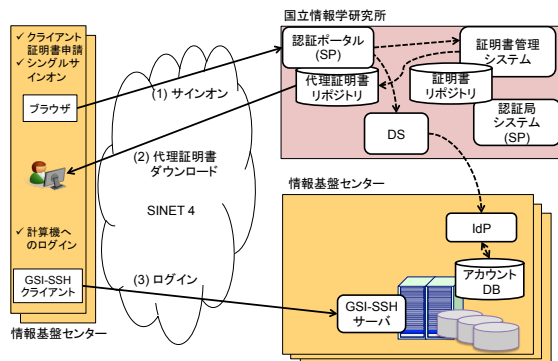 ✓ クライアント
証明書申請
✓ シングルサ
インオン
ブラウザ
✓ 計算機へ
のログイン
GSI-SSH
クライアント
情報基盤センター
(1) サインオン
(2) 代理証明書
ダウンロード
SINET 4
(3) ログイン
国立情報学研究所
認証ポータル
(SP)
代理証明書
リポジトリ
証明書管理
システム
証明書
リポジトリ
認証局
システム
(SP)
DS
情報基盤センター
IdP
アカウント
DB
GSI-SSH
サーバ